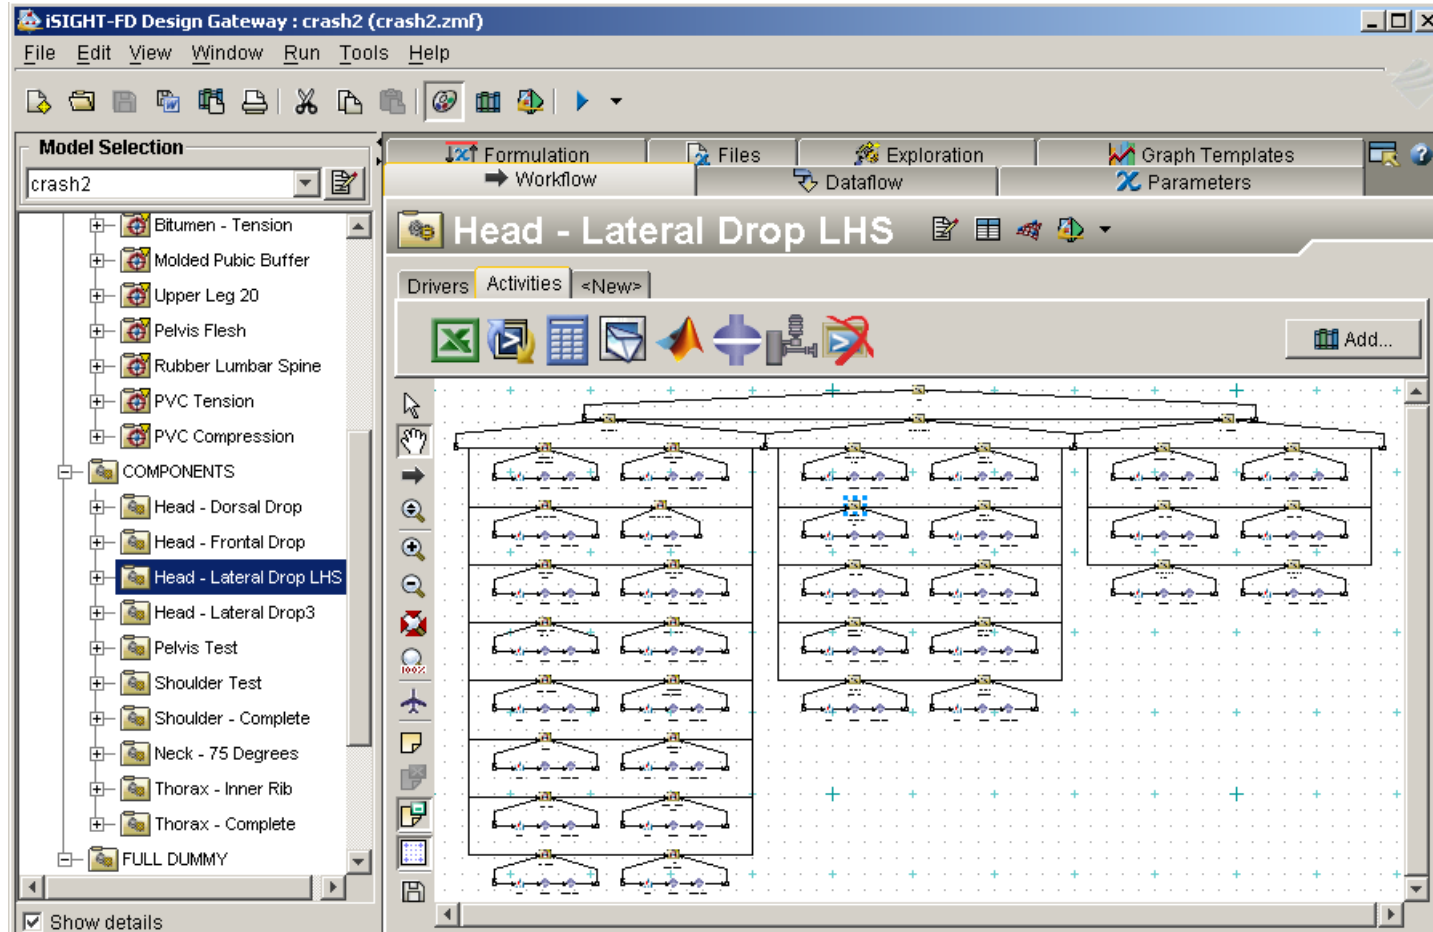 iSIGHT-FD Design Gateway : crash2 (crash2.zmf)
File Edit View Window Run Tools Help
Model Selection
crash2
Bitumen - Tension
Molded Pubic Buffer
Upper Leg 20
Pelvis Flesh
Rubber Lumbar Spine
PVC Tension
PVC Compression
COMPONENTS
Head - Dorsal Drop
Head - Frontal Drop
Head - Lateral Drop LHS
Head - Lateral Drop3
Pelvis Test
Shoulder Test
Shoulder - Complete
Neck - 75 Degrees
Thorax - Inner Rib
Thorax - Complete
FULL DUMMY
Show details
Formulation Files Exploration Graph Templates
Workflow Dataflow Parameters
Head - Lateral Drop LHS
Drivers Activities <New>
Add...
100%